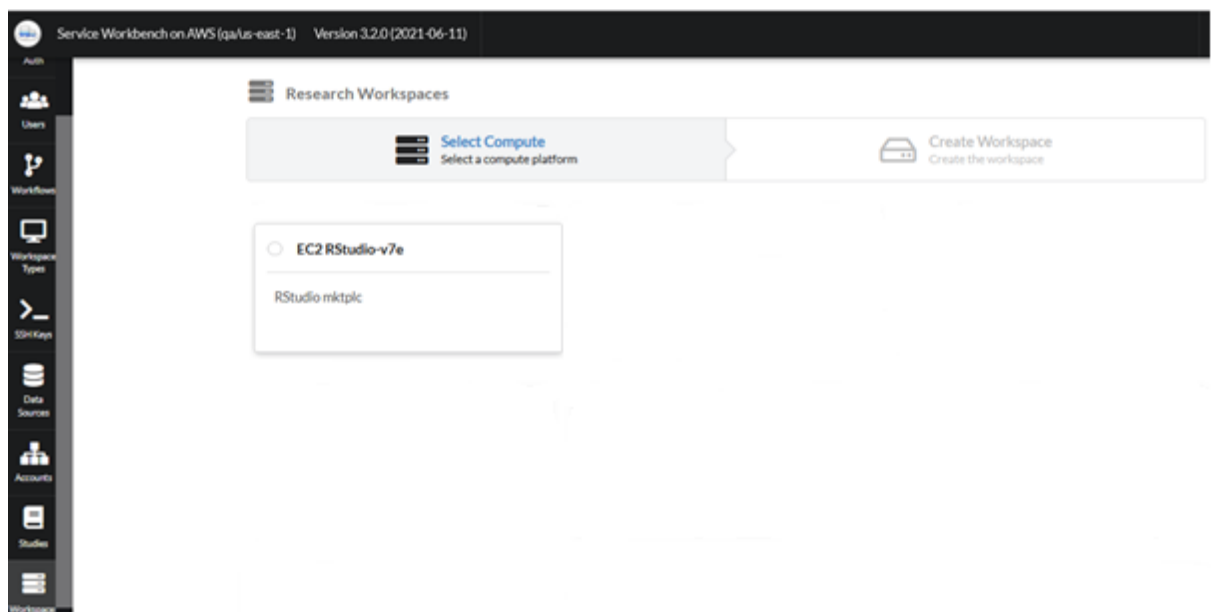 Service Workbench on AWS (qa/us-east-1) Version 3.2.0 (2021-06-11)
Auth
Users
Workflows
Workspace
Types
SSH Keys
Data
Sources
Accounts
Studies
Workspace
Research Workspaces
Select Compute
Select a compute platform
Create Workspace
Create the workspace
EC2 RStudio-v7e
RStudio mktplc